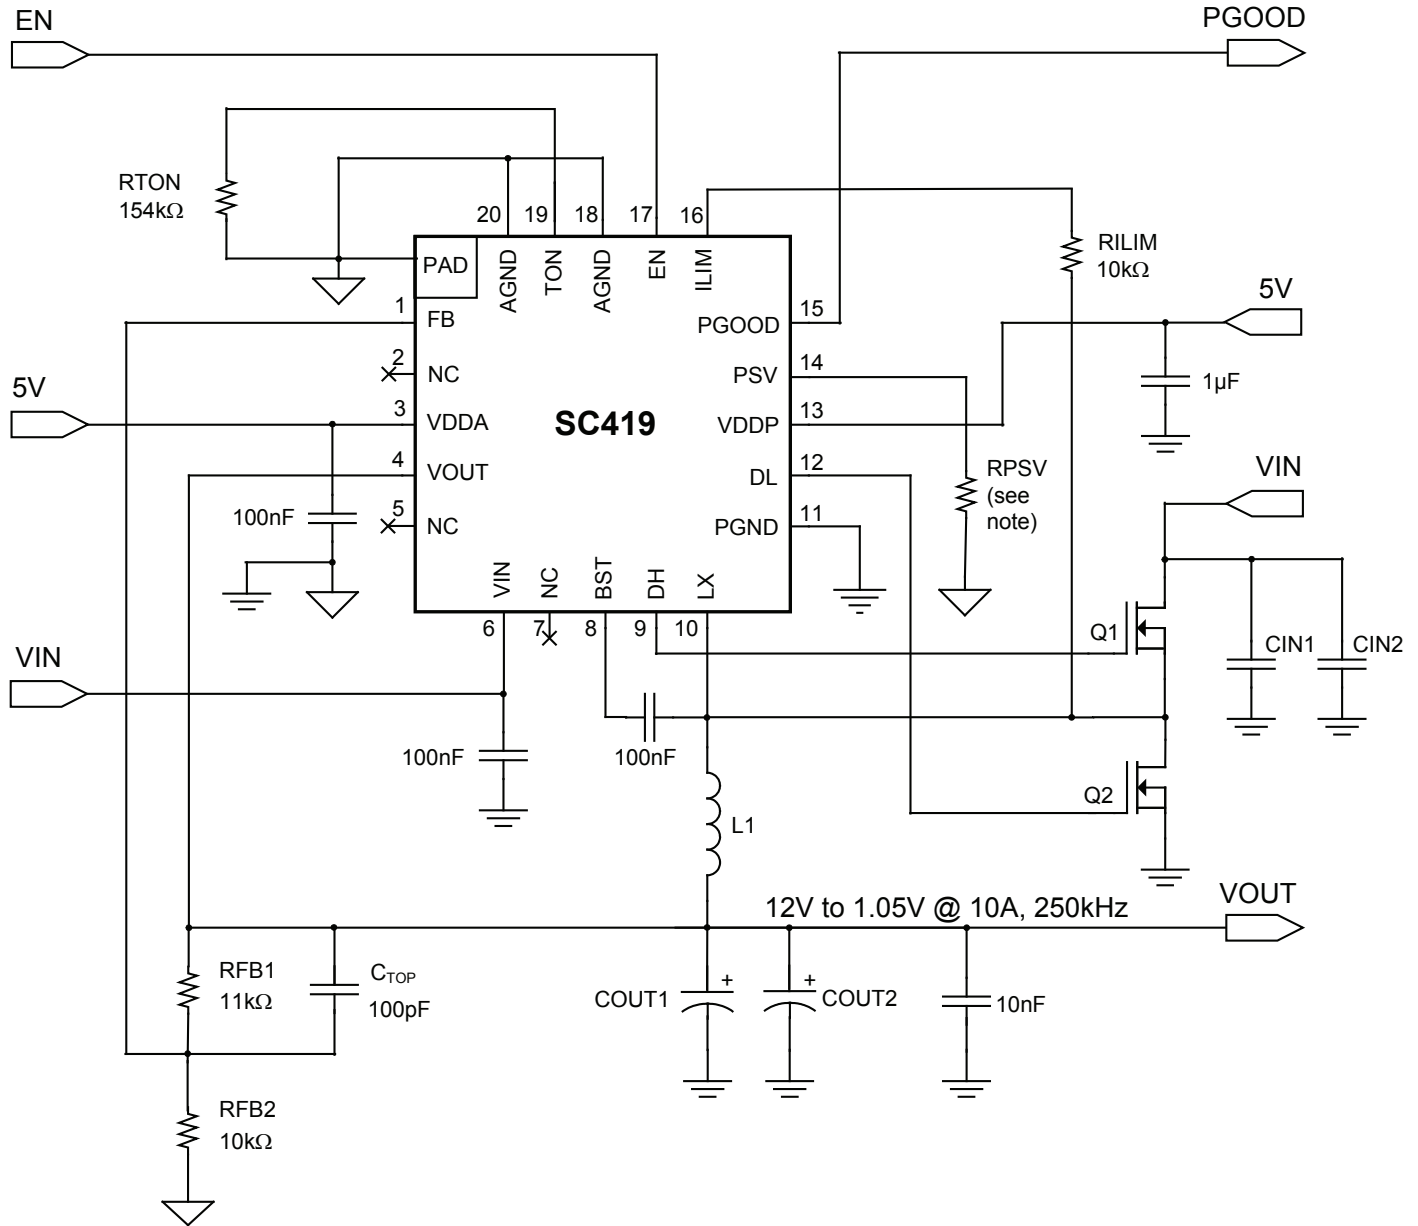 EN
PGOOD
RTON
154kΩ
20
19
18
17
16
PAD
AGND
TON
AGND
EN
ILIM
RILIM
10kΩ
5V
1
FB
PGOOD
15
2
NC
PSV
14
1µF
5V
3
VDDA
SC419
VDDP
13
4
VOUT
DL
12
RPSV
(see
note)
VIN
100nF
5
NC
PGND
11
VIN
NC
BST
DH
LX
6
7
8
9
10
Q1
CIN1
CIN2
VIN
100nF
100nF
Q2
L1
12V to 1.05V @ 10A, 250kHz
VOUT
RFB1
11kΩ
CTOP
100pF
COUT1
+
+
COUT2
10nF
RFB2
10kΩ